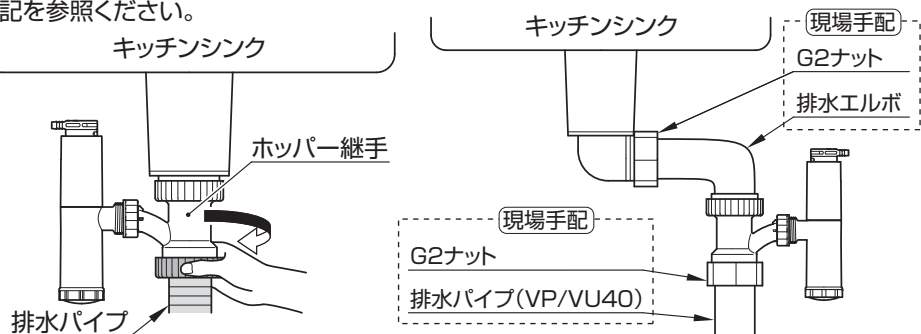 記を参照ください。
キッチンシンク
ホッパー継手
排水パイプ
キッチンシンク
現場手配
G2ナット
排水エルボ
現場手配
G2ナット
排水パイプ(VP/VU40)